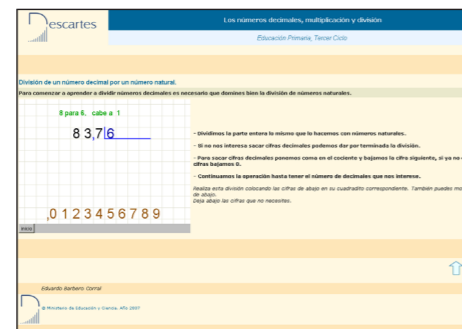 Descartes
Los números decimales, multiplicación y división
Educación Primaria, Tercer Ciclo
División de un número decimal por un número natural.
Para comenzar a aprender a dividir números decimales es necesario que domines bien la división de números naturales.
8 para 6, cabe a 1
8 3,7 6
- Dividimos la parte entera lo mismo que lo hacemos con números naturales.
- Si no nos interesa sacar cifras decimales podemos dar por terminada la división.
- Para sacar cifras decimales ponemos coma en el cociente y bajamos la cifra siguiente, si ya no
cifras bajamos 0.
- Continuamos la operación hasta tener el número de decimales que nos interese.
Realiza esta división colocando las cifras de abajo en su cuadradito correspondiente. También puedes mo
de abajo.
Deja abajo las cifras que no necesites.
,0 1 2 3 4 5 6 7 8 9
Inicio
Eduardo Barbero Corral
© Ministerio de Educación y Ciencia. Año 2007